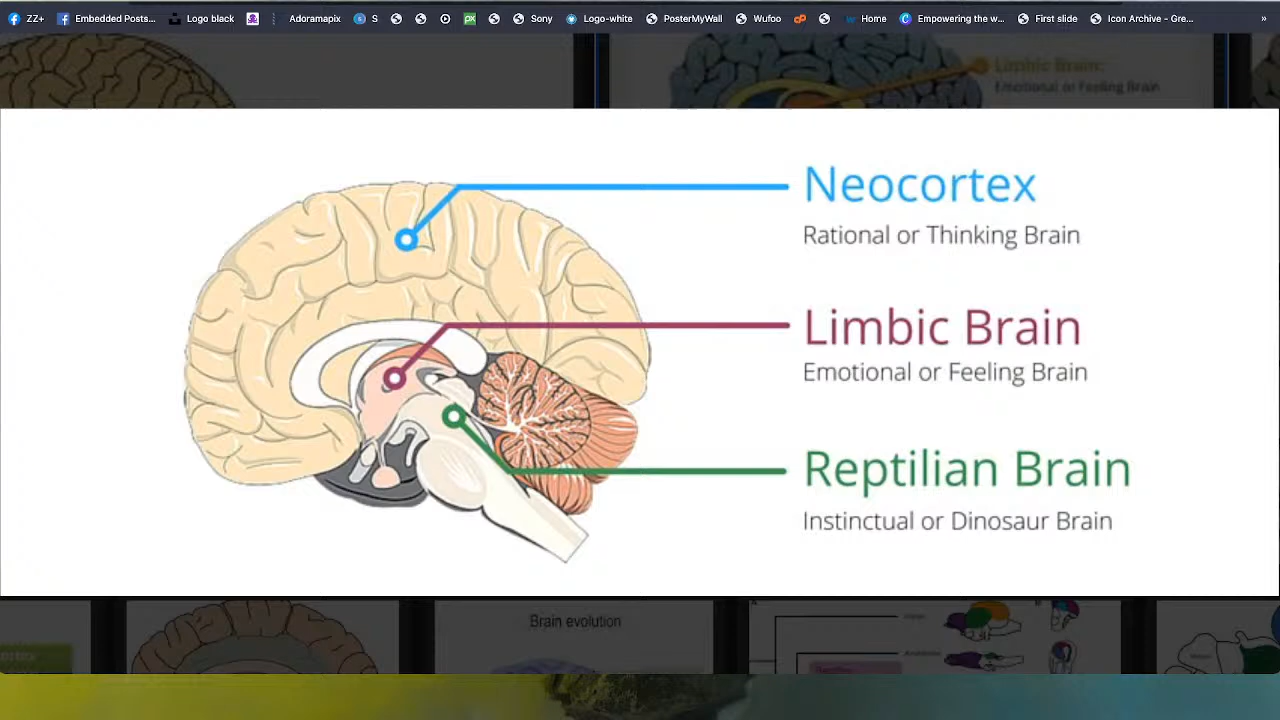 ZZ+ Embedded Posts... Logo black Adoramapix S Sony Logo-white PosterMyWall Wufoo Home Empowering the w... First slide Icon Archive - Gre... »
Limbic Brain:
Emotional or Feeling Brain
Neocortex
Rational or Thinking Brain
Limbic Brain
Emotional or Feeling Brain
Reptilian Brain
Instinctual or Dinosaur Brain
Brain evolution